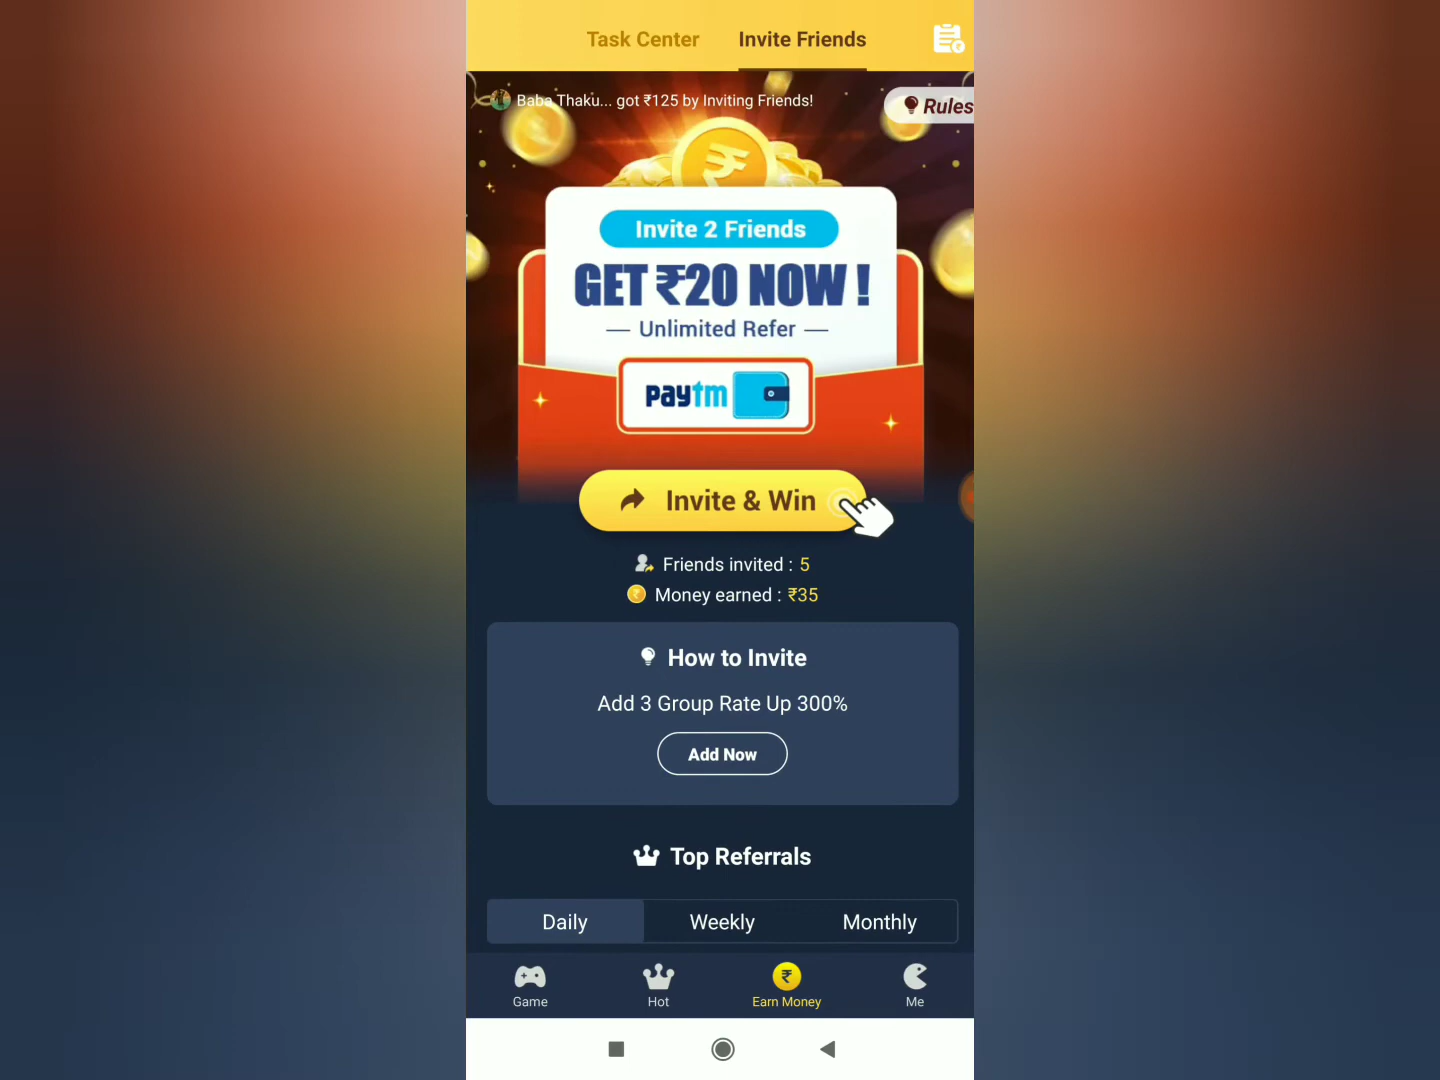 Task Center Invite Friends
Baba Thaku... got ₹125 by Inviting Friends!
Rules
Invite 2 Friends
GET ₹20 NOW !
— Unlimited Refer —
paytm
Invite & Win
Friends invited : 5
Money earned : ₹35
How to Invite
Add 3 Group Rate Up 300%
Add Now
Top Referrals
Daily Weekly Monthly
Game Hot Earn Money Me